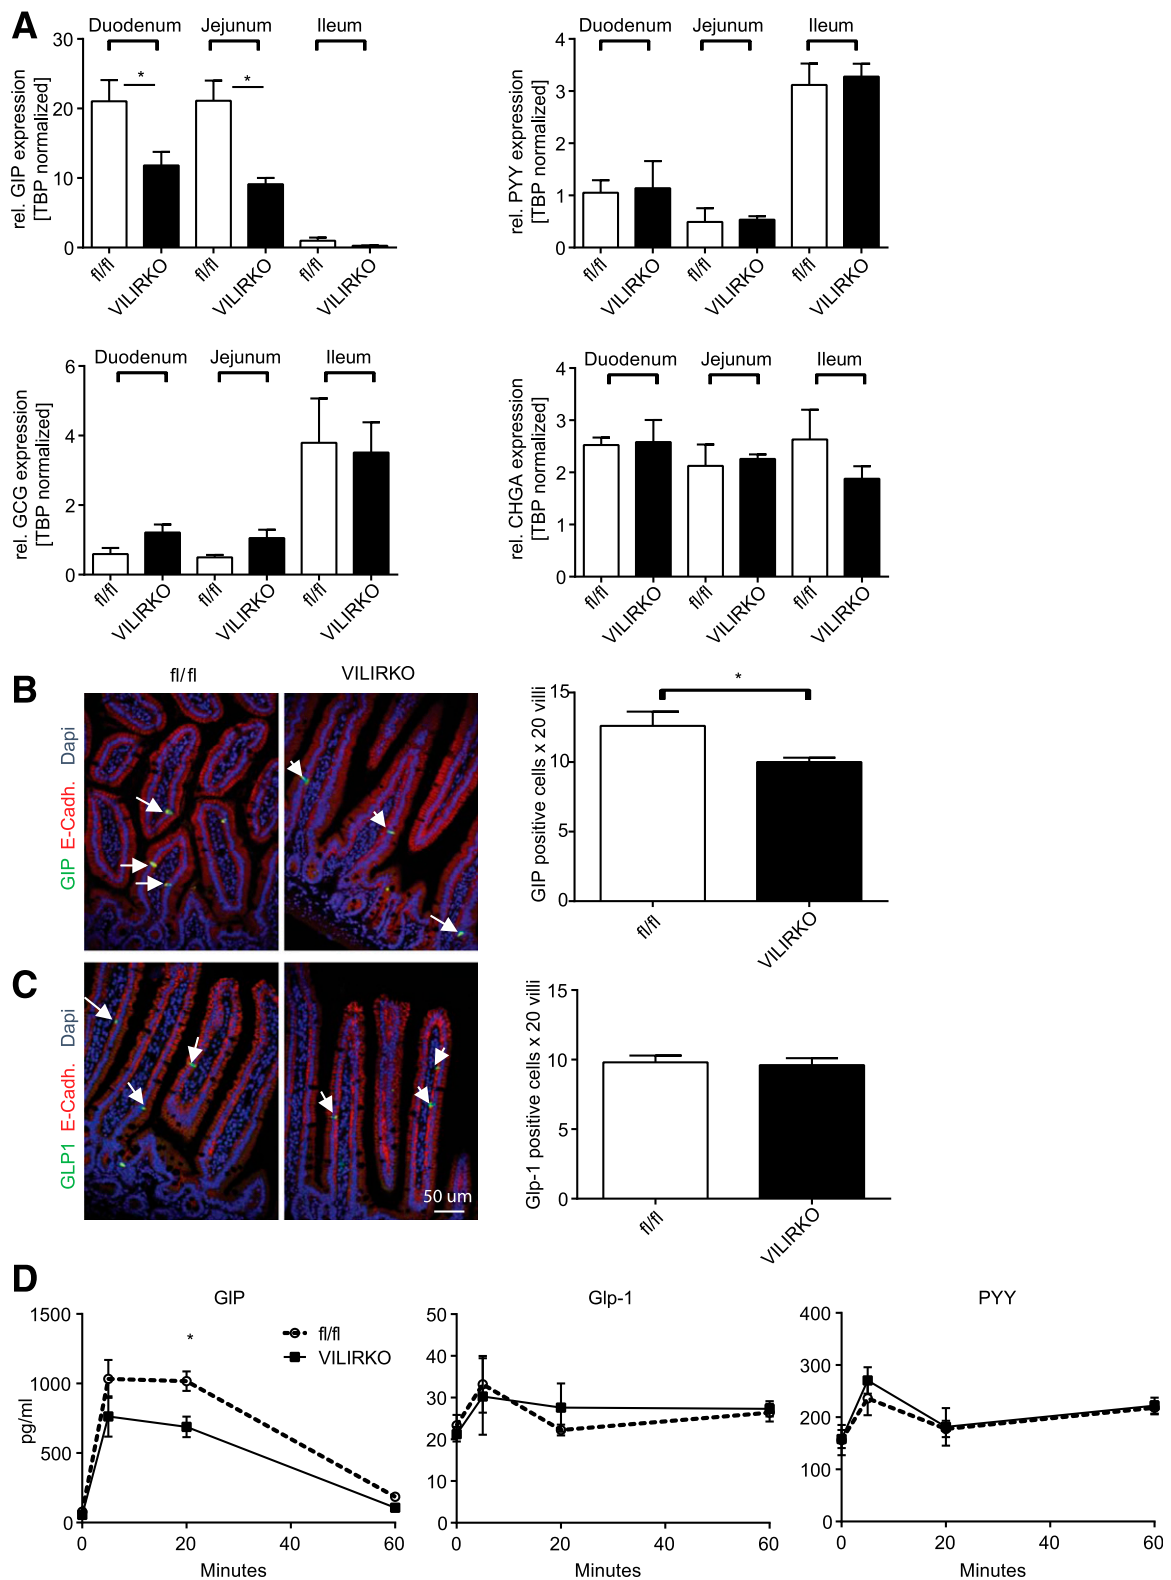 A
Duodenum Jejunum Ileum
30
20
10
0
rel. GIP expression
[TBP normalized]
fl/fl VILIRKO fl/fl VILIRKO fl/fl VILIRKO
Duodenum Jejunum Ileum
4
3
2
1
0
rel. PYY expression
[TBP normalized]
fl/fl VILIRKO fl/fl VILIRKO fl/fl VILIRKO
* *
Duodenum Jejunum Ileum
6
4
2
0
rel. GCG expression
[TBP normalized]
fl/fl VILIRKO fl/fl VILIRKO fl/fl VILIRKO
Duodenum Jejunum Ileum
4
3
2
1
0
rel. CHGA expression
[TBP normalized]
fl/fl VILIRKO fl/fl VILIRKO fl/fl VILIRKO
B
fl/fl VILIRKO
GIP E-Cadh. Dapi
15
10
5
0
GIP positive cells x 20 villi
*
fl/fl VILIRKO
C
GLP1 E-Cadh. Dapi
50 um
15
10
5
0
Glp-1 positive cells x 20 villi
fl/fl VILIRKO
D
GIP
1500
1000
500
0
pg/ml
*
fl/fl
VILIRKO
0 20 40 60
Minutes
Glp-1
50
40
30
20
10
0
0 20 40 60
Minutes
PYY
400
300
200
100
0
0 20 40 60
Minutes